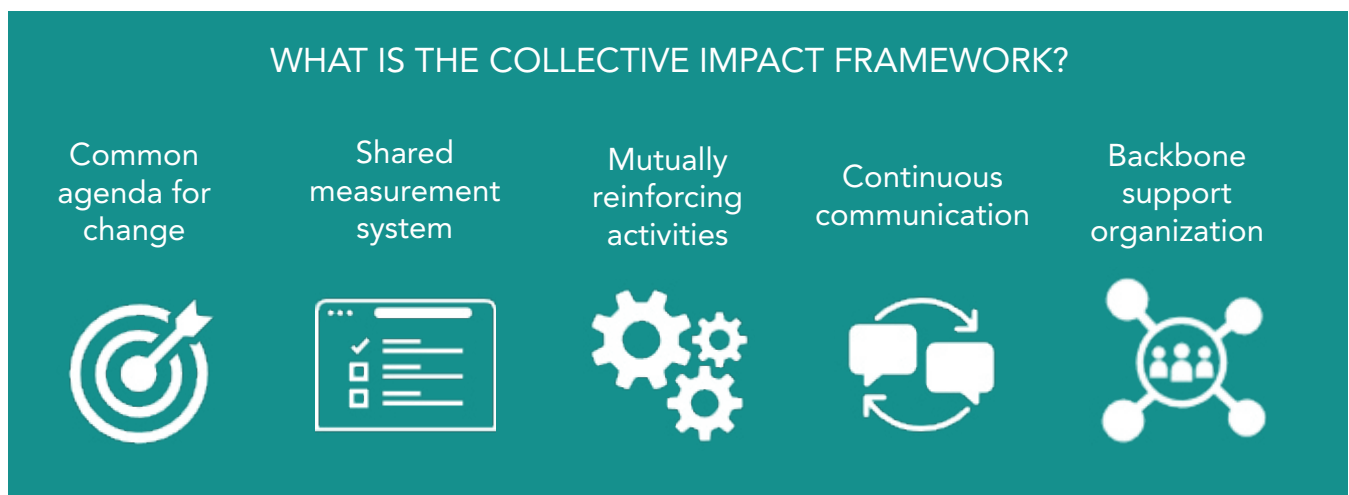 WHAT IS THE COLLECTIVE IMPACT FRAMEWORK?
Common
agenda for
change
Shared
measurement
system
Mutually
reinforcing
activities
Continuous
communication
Backbone
support
organization